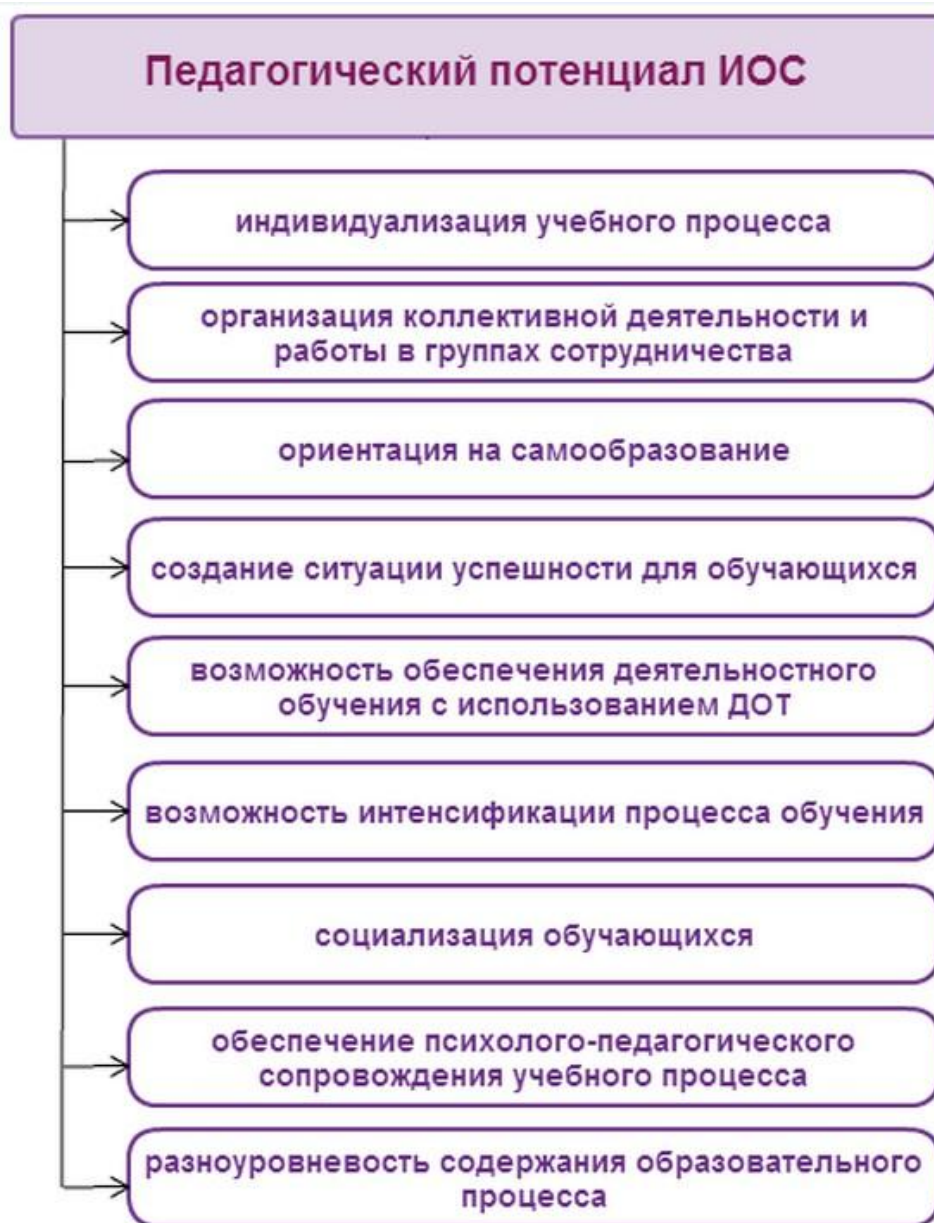 Педагогический потенциал ИОС
индивидуализация учебного процесса
организация коллективной деятельности и
работы в группах сотрудничества
ориентация на самообразование
создание ситуации успешности для обучающихся
возможность обеспечения деятельностного
обучения с использованием ДОТ
возможность интенсификации процесса обучения
социализация обучающихся
обеспечение психолого-педагогического
сопровождения учебного процесса
разноуровневость содержания образовательного
процесса